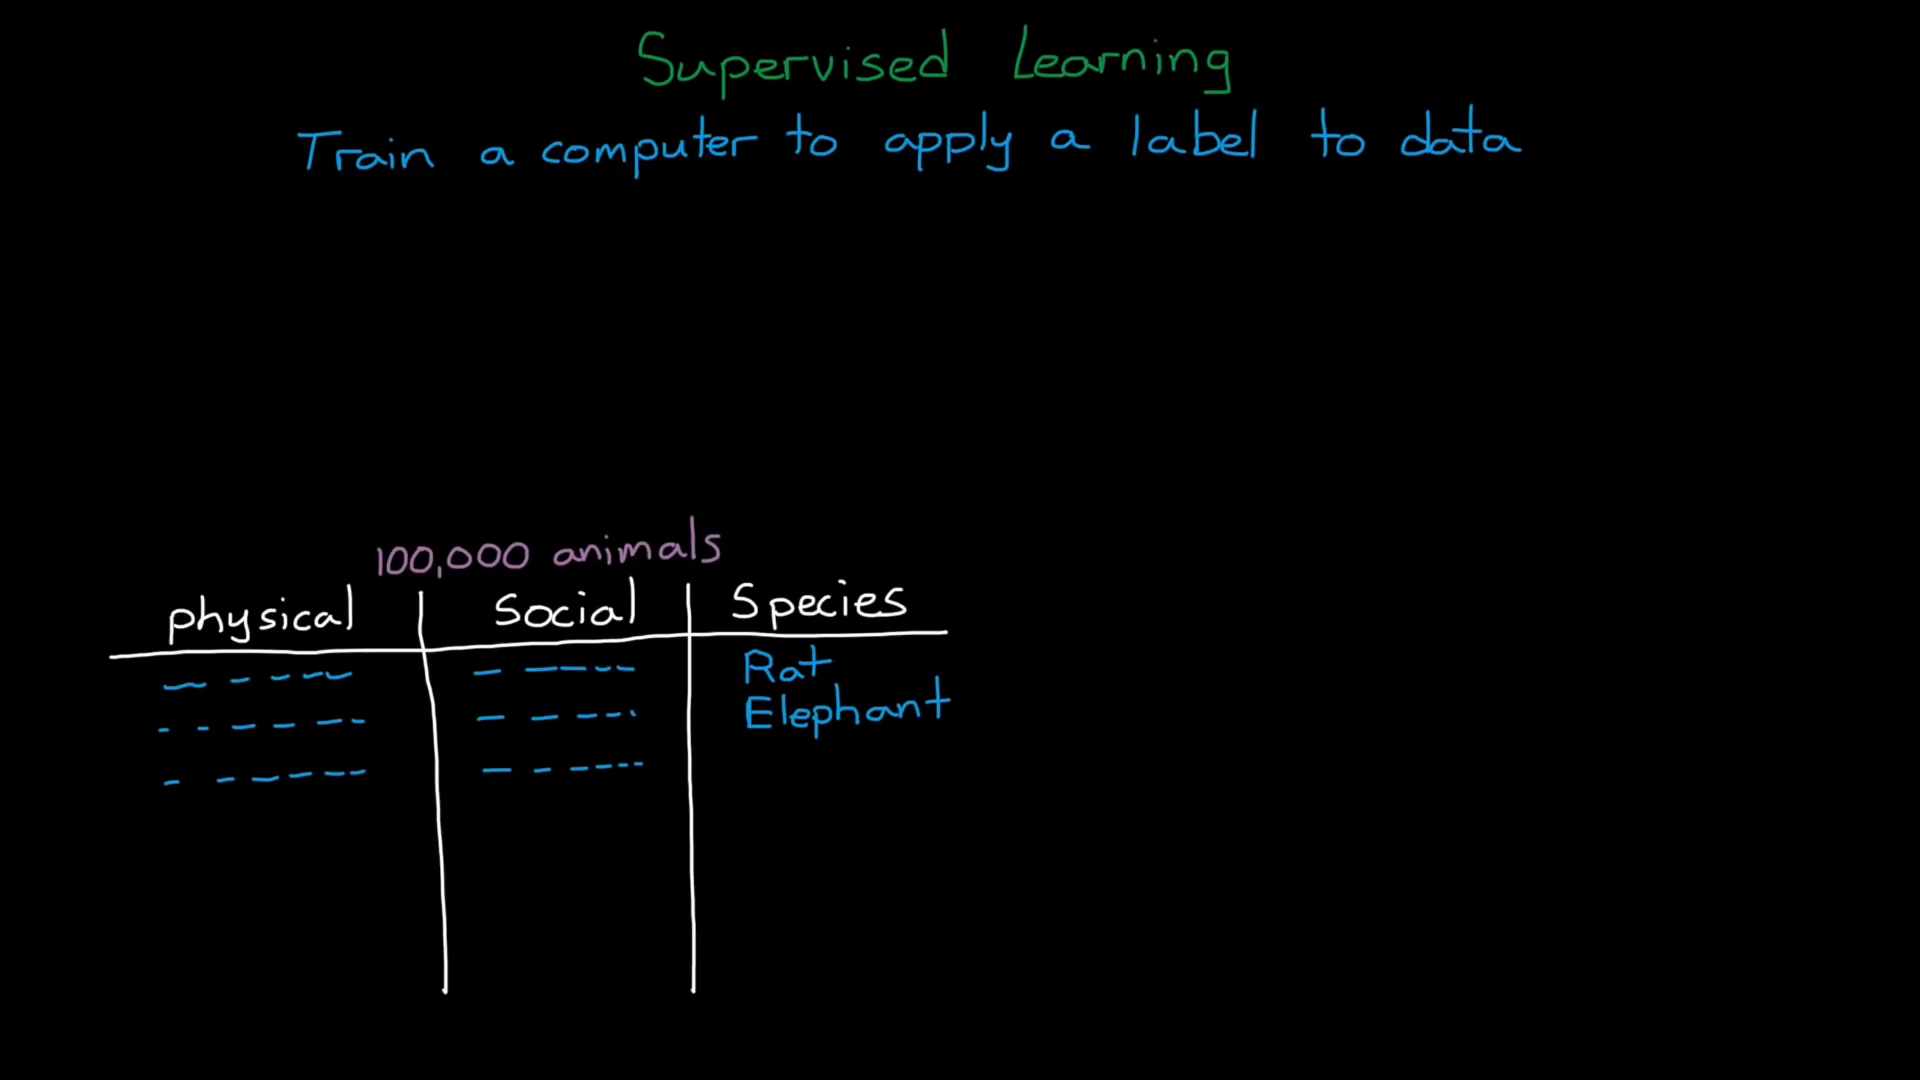 Supervised Learning
Train a computer to apply a label to data
100,000 animals
physical Social Species
Rat
Elephant